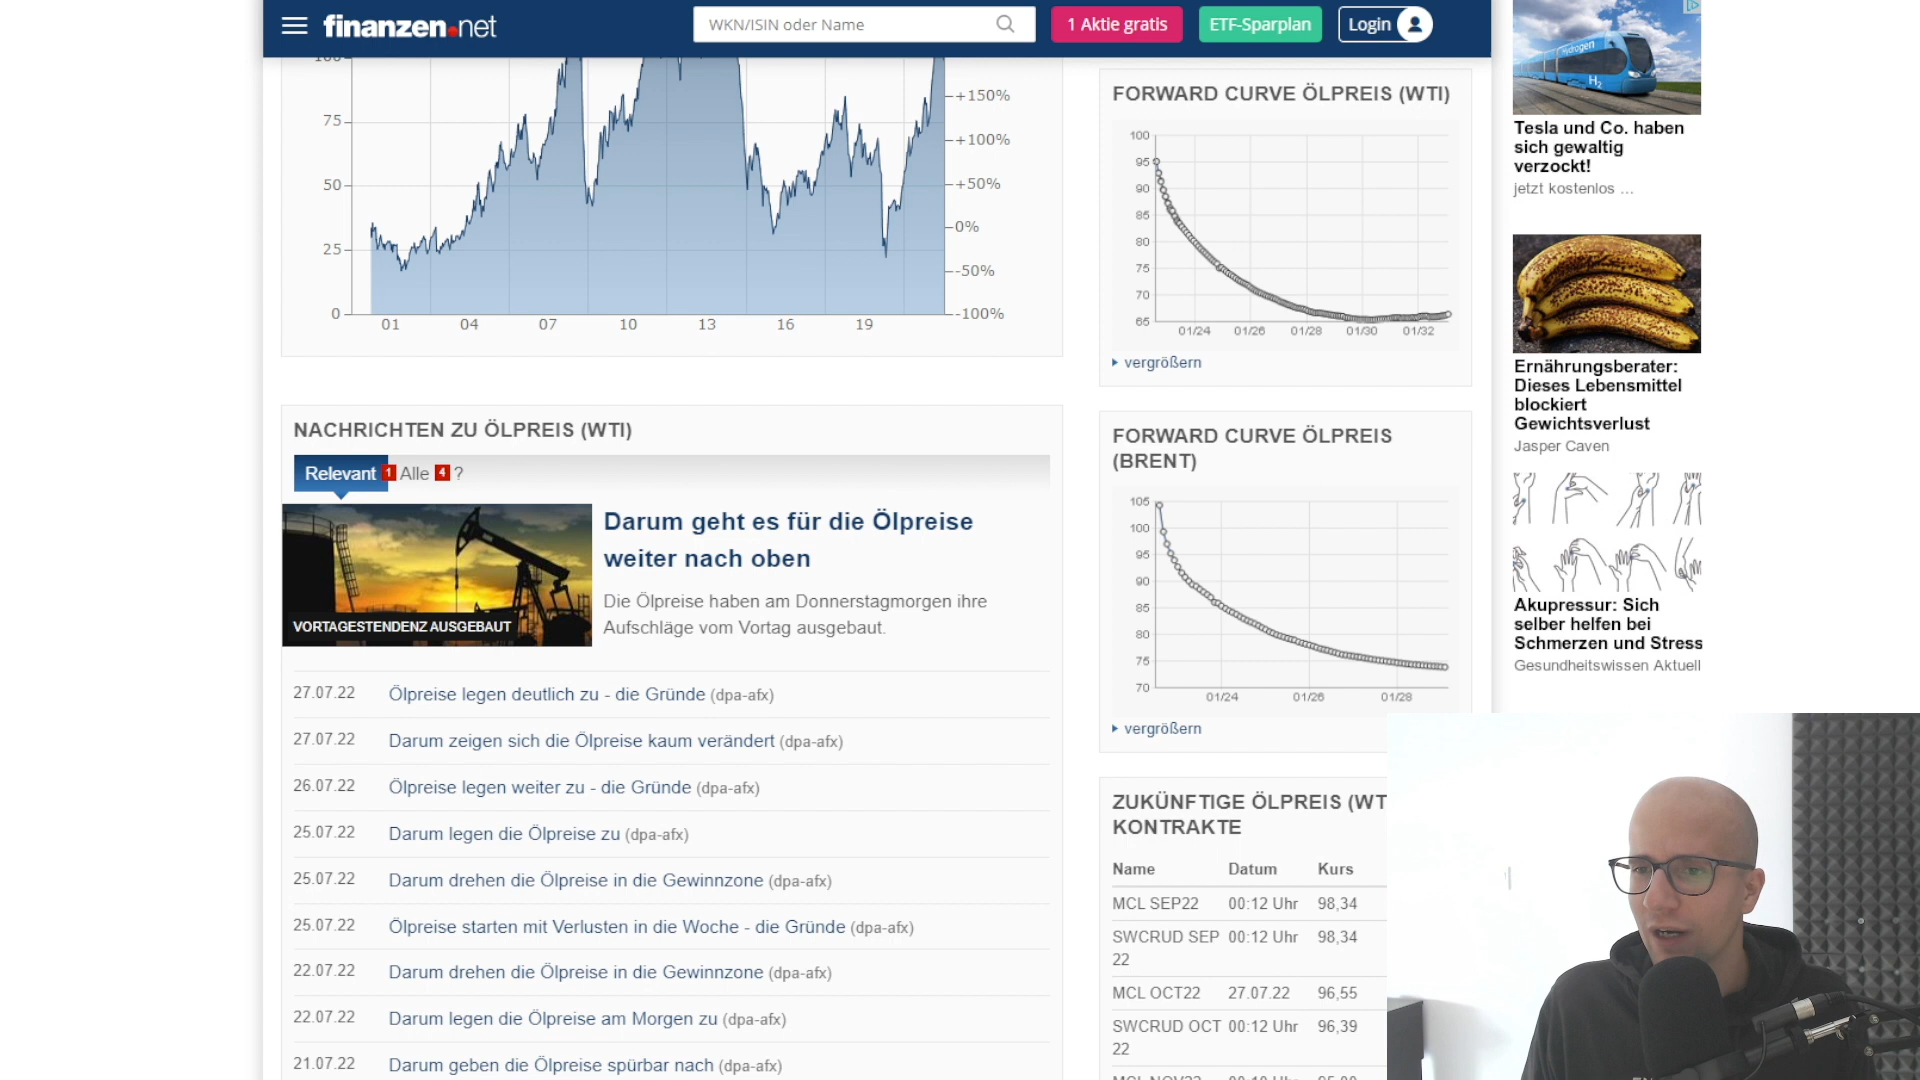 finanzen.net
WKN/ISIN oder Name
1 Aktie gratis
ETF-Sparplan
Login
100
75
50
25
0
+150%
+100%
+50%
-0%
-50%
-100%
01 04 07 10 13 16 19
NACHRICHTEN ZU ÖLPREIS (WTI)
Relevant 1 Alle 4 ?
VORTAGESTENDENZ AUSGEBAUT
Darum geht es für die Ölpreise
weiter nach oben
Die Ölpreise haben am Donnerstagmorgen ihre
Aufschläge vom Vortag ausgebaut.
27.07.22 Ölpreise legen deutlich zu - die Gründe (dpa-afx)
27.07.22 Darum zeigen sich die Ölpreise kaum verändert (dpa-afx)
26.07.22 Ölpreise legen weiter zu - die Gründe (dpa-afx)
25.07.22 Darum legen die Ölpreise zu (dpa-afx)
25.07.22 Darum drehen die Ölpreise in die Gewinnzone (dpa-afx)
25.07.22 Ölpreise starten mit Verlusten in die Woche - die Gründe (dpa-afx)
22.07.22 Darum drehen die Ölpreise in die Gewinnzone (dpa-afx)
22.07.22 Darum legen die Ölpreise am Morgen zu (dpa-afx)
21.07.22 Darum geben die Ölpreise spürbar nach (dpa-afx)
FORWARD CURVE ÖLPREIS (WTI)
100
95
90
85
80
75
70
65
01/24 01/26 01/28 01/30 01/32
vergrößern
FORWARD CURVE ÖLPREIS
(BRENT)
105
100
95
90
85
80
75
70
01/24 01/26 01/28
vergrößern
ZUKÜNFTIGE ÖLPREIS (WT
KONTRAKTE
Name Datum Kurs
MCL SEP22 00:12 Uhr 98,34
SWCRUD SEP 00:12 Uhr 98,34
22
MCL OCT22 27.07.22 96,55
SWCRUD OCT 00:12 Uhr 96,39
22
Hydrogen
H2
Tesla und Co. haben
sich gewaltig
verzockt!
jetzt kostenlos ...
Ernährungsberater:
Dieses Lebensmittel
blockiert
Gewichtsverlust
Jasper Caven
Akupressur: Sich
selber helfen bei
Schmerzen und Stress
Gesundheitswissen Aktuell